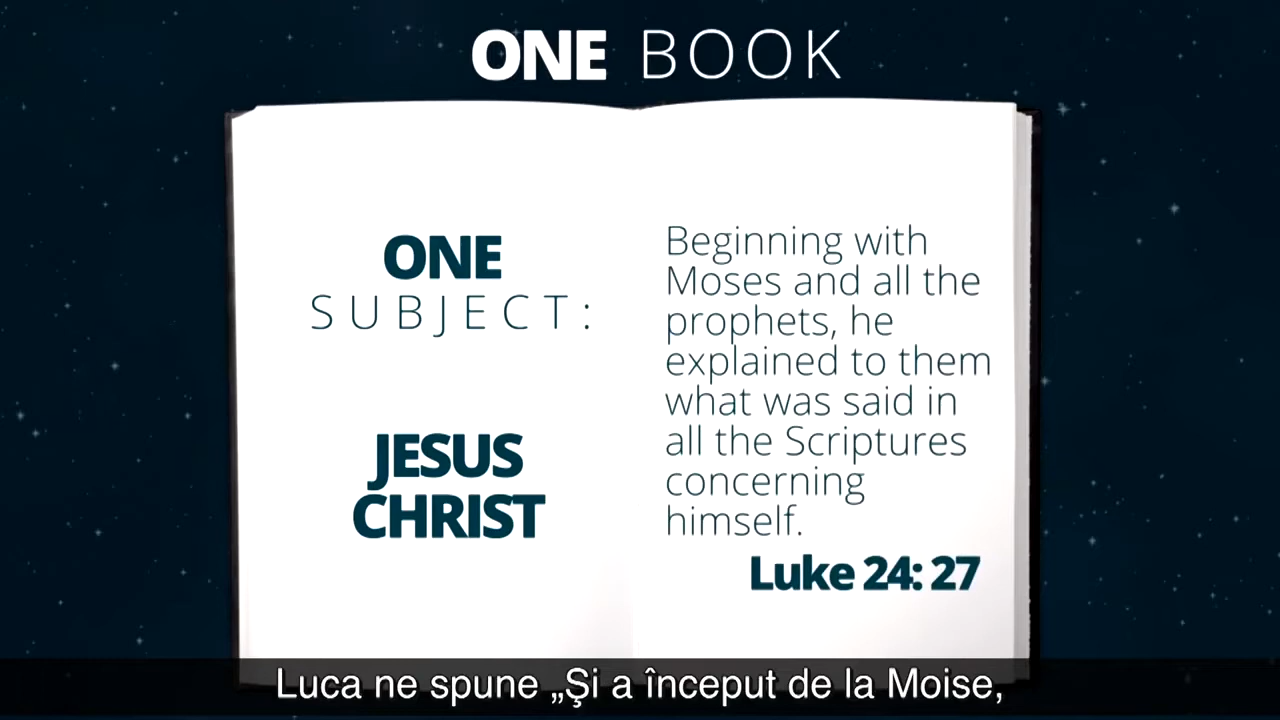 ONE BOOK
ONE
SUBJECT:
JESUS
CHRIST
Beginning with
Moses and all the
prophets, he
explained to them
what was said in
all the Scriptures
concerning
himself.
Luke 24: 27
Luca ne spune „Şi a început de la Moise,